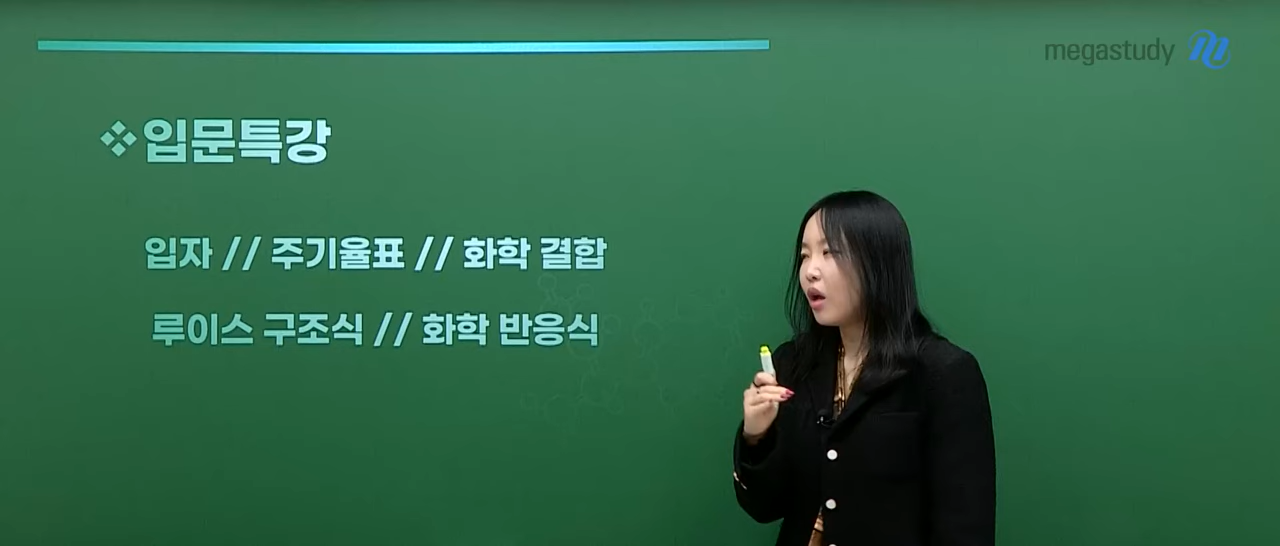 megastudy
❖입문특강
입자 // 주기율표 // 화학 결합
루이스 구조식 // 화학 반응식